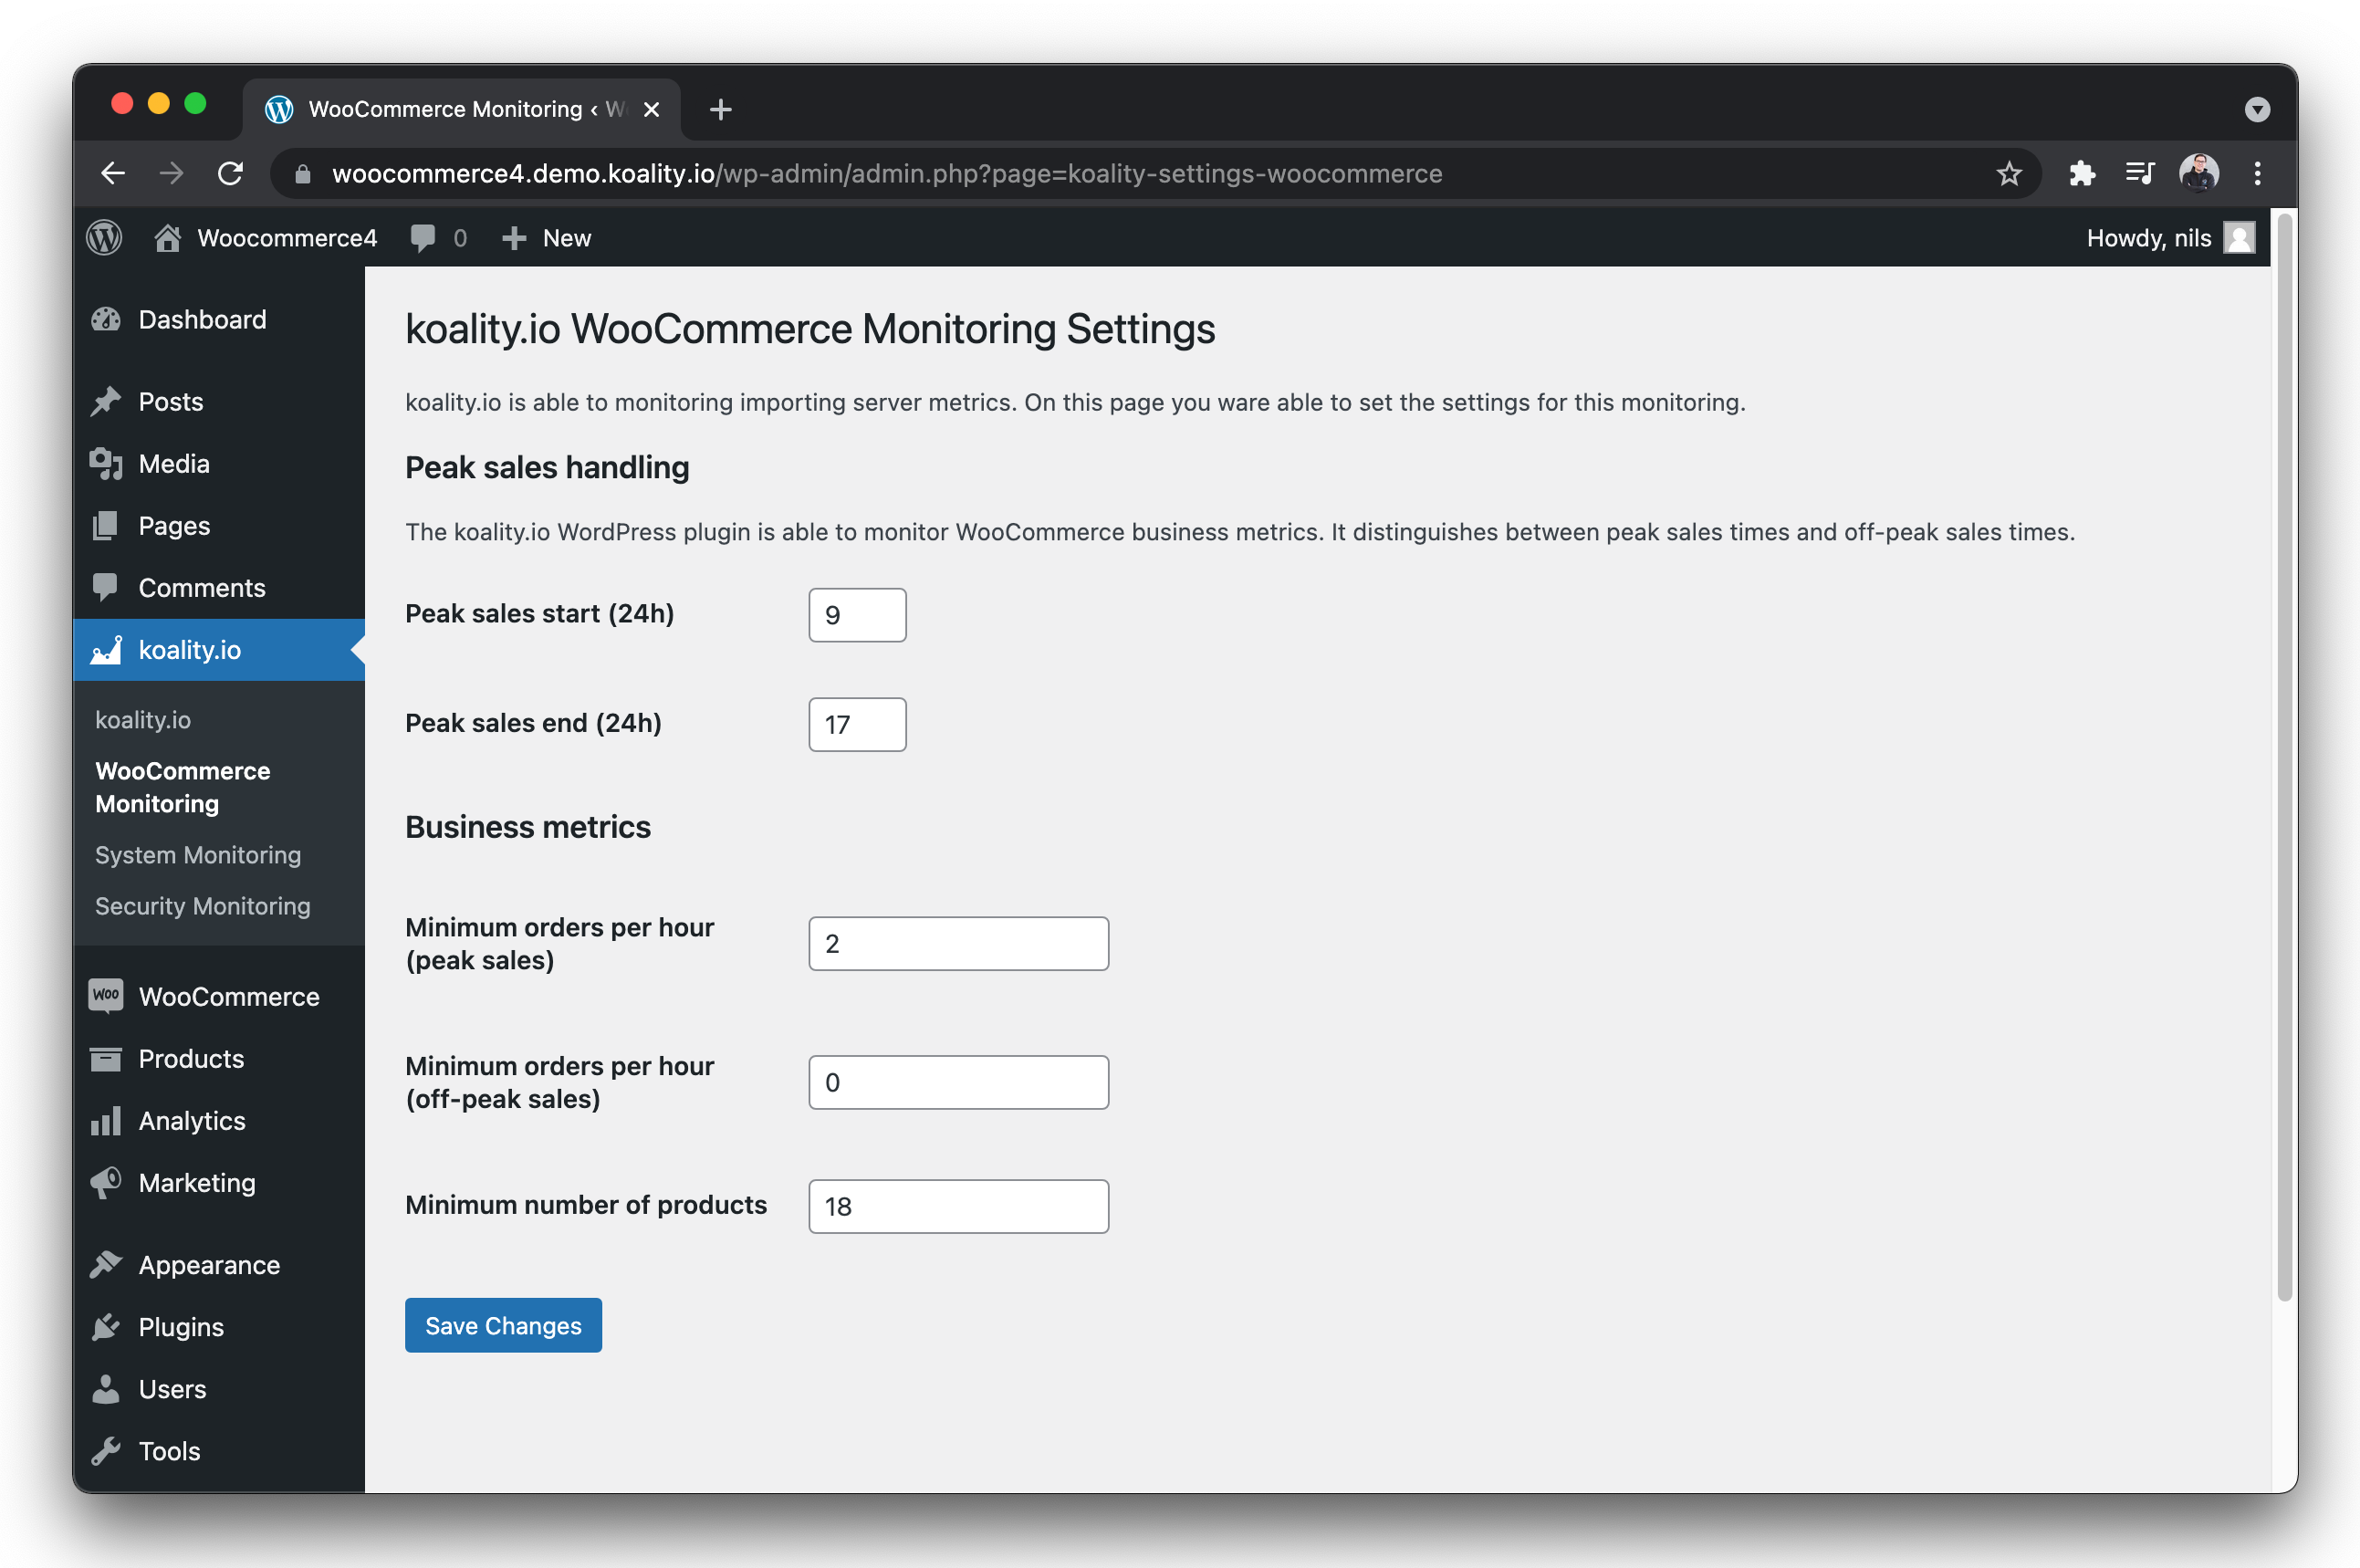 WooCommerce Monitoring ‹ W
woocommerce4.demo.koality.io/wp-admin/admin.php?page=koality-settings-woocommerce
Woocommerce4 0 New Howdy, nils
Dashboard
Posts
Media
Pages
Comments
koality.io
koality.io
WooCommerce
Monitoring
System Monitoring
Security Monitoring
Woo WooCommerce
Products
Analytics
Marketing
Appearance
Plugins
Users
Tools
koality.io WooCommerce Monitoring Settings
koality.io is able to monitoring importing server metrics. On this page you ware able to set the settings for this monitoring.
Peak sales handling
The koality.io WordPress plugin is able to monitor WooCommerce business metrics. It distinguishes between peak sales times and off-peak sales times.
Peak sales start (24h) 9
Peak sales end (24h) 17
Business metrics
Minimum orders per hour
(peak sales) 2
Minimum orders per hour
(off-peak sales) 0
Minimum number of products 18
Save Changes